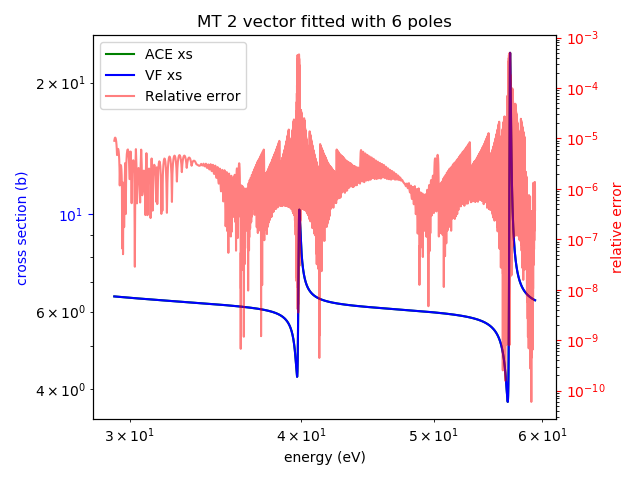 MT 2 vector fitted with 6 poles
ACE xs
VF xs
Relative error
2 × 10¹
10¹
6 × 10⁰
4 × 10⁰
cross section (b)
10⁻³
10⁻⁴
10⁻⁵
10⁻⁶
10⁻⁷
10⁻⁸
10⁻⁹
10⁻¹⁰
relative error
3 × 10¹
4 × 10¹
5 × 10¹
6 × 10¹
energy (eV)